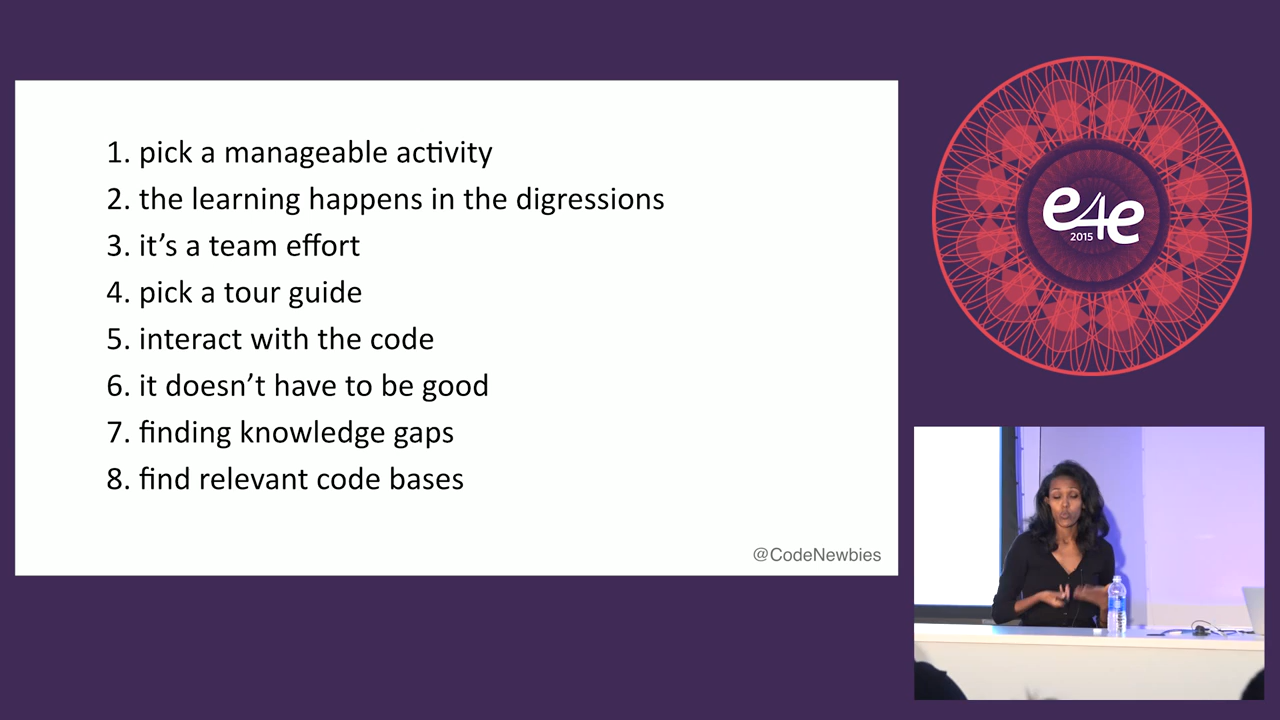 1. pick a manageable activity
2. the learning happens in the digressions
3. it’s a team effort
4. pick a tour guide
5. interact with the code
6. it doesn’t have to be good
7. finding knowledge gaps
8. find relevant code bases
@CodeNewbies
e4e
2015